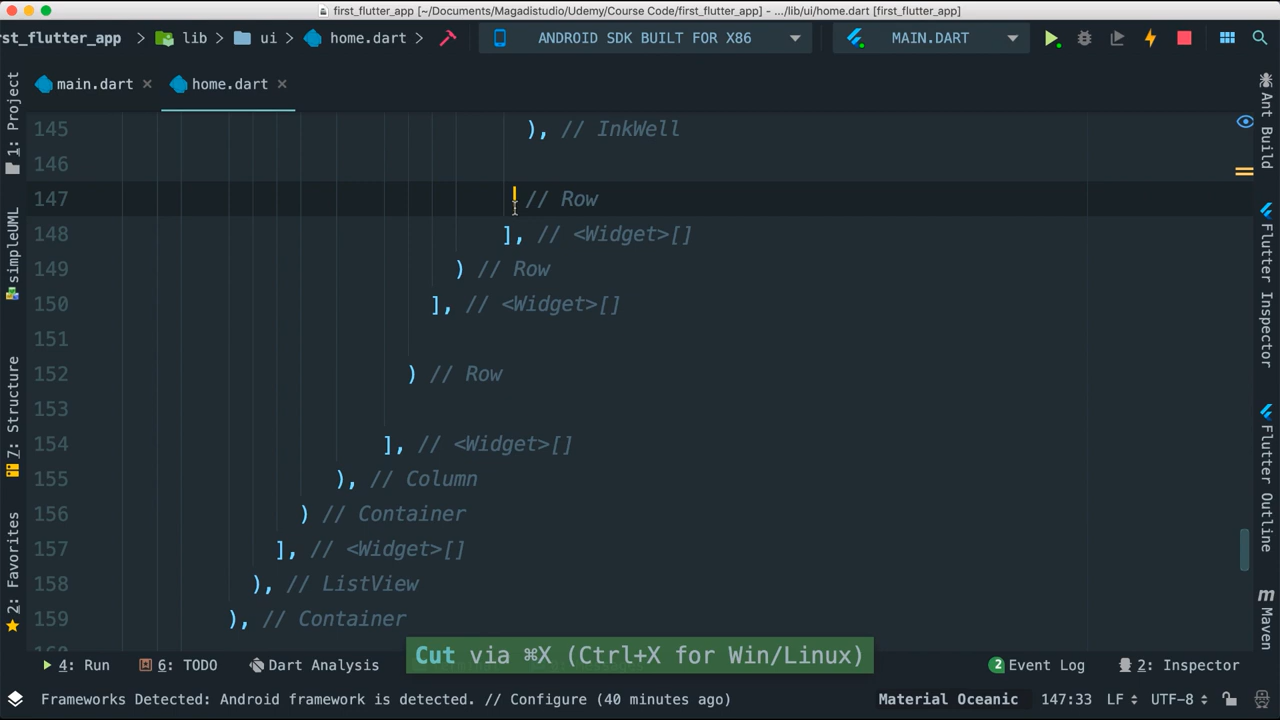 first_flutter_app [~/Documents/Magadistudio/Udemy/Course Code/first_flutter_app] - .../lib/ui/home.dart [first_flutter_app]
rst_flutter_app lib ui home.dart ANDROID SDK BUILT FOR X86 MAIN.DART
main.dart home.dart
145 ), // InkWell
146
147 // Row
148 ], // <Widget>[]
149 ) // Row
150 ], // <Widget>[]
151
152 ) // Row
153
154 ], // <Widget>[]
155 ), // Column
156 ) // Container
157 ], // <Widget>[]
158 ), // ListView
159 ), // Container
1: Project
simpleUML
7: Structure
2: Favorites
Ant Build
Flutter Inspector
Flutter Outline
Maven
Cut via ⌘X (Ctrl+X for Win/Linux)
4: Run 6: TODO Dart Analysis 2 Event Log 2: Inspector
Frameworks Detected: Android framework is detected. // Configure (40 minutes ago) Material Oceanic 147:33 LF UTF-8